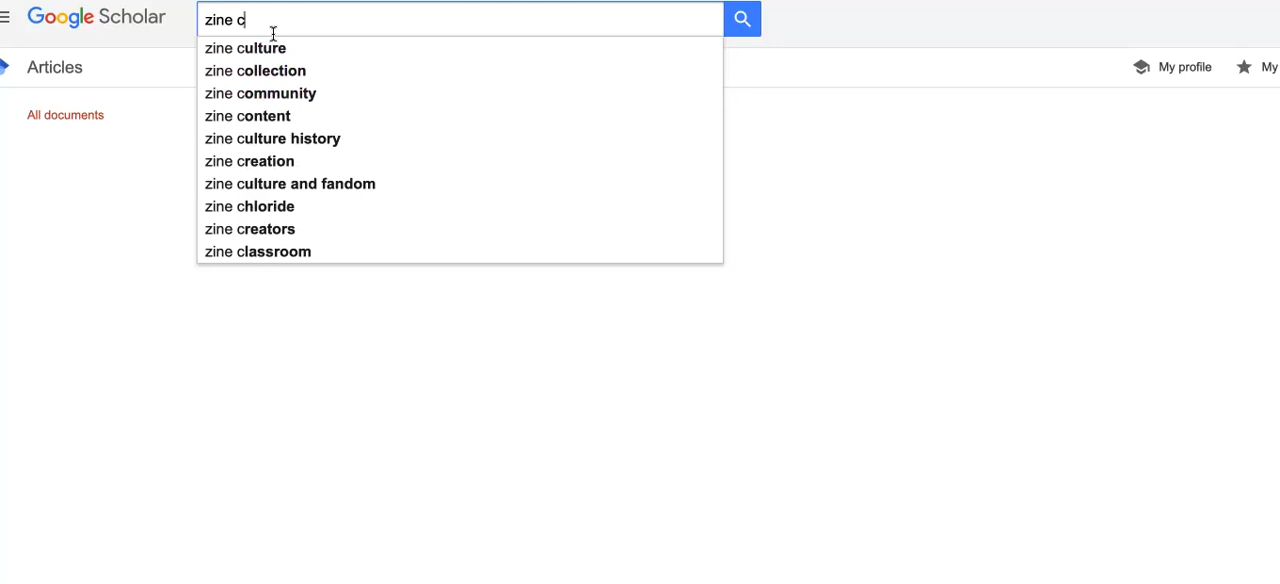 Google Scholar
zine c
zine culture
zine collection
zine community
zine content
zine culture history
zine creation
zine culture and fandom
zine chloride
zine creators
zine classroom
Articles
My profile
My
All documents